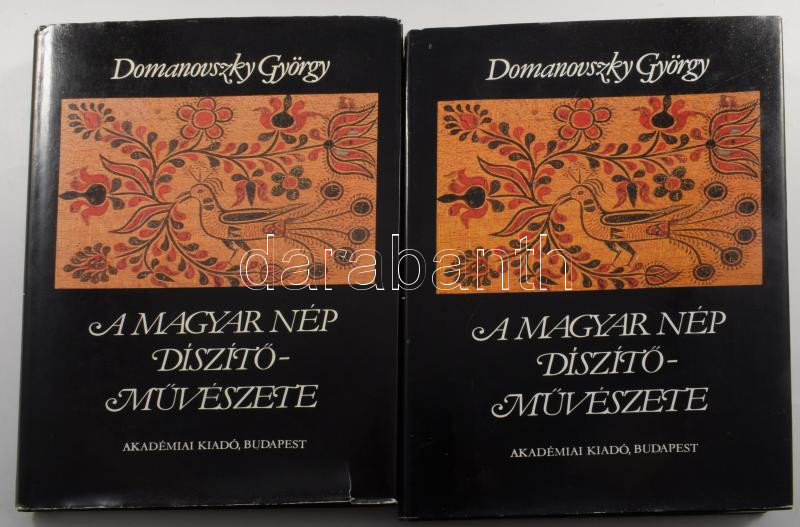 Domanovszky György
A MAGYAR NÉP
DÍSZÍTŐ-
MŰVÉSZETE
AKADÉMIAI KIADÓ, BUDAPEST
Domanovszky György
A MAGYAR NÉP
DÍSZÍTŐ-
MŰVÉSZETE
AKADÉMIAI KIADÓ, BUDAPEST
darabanth